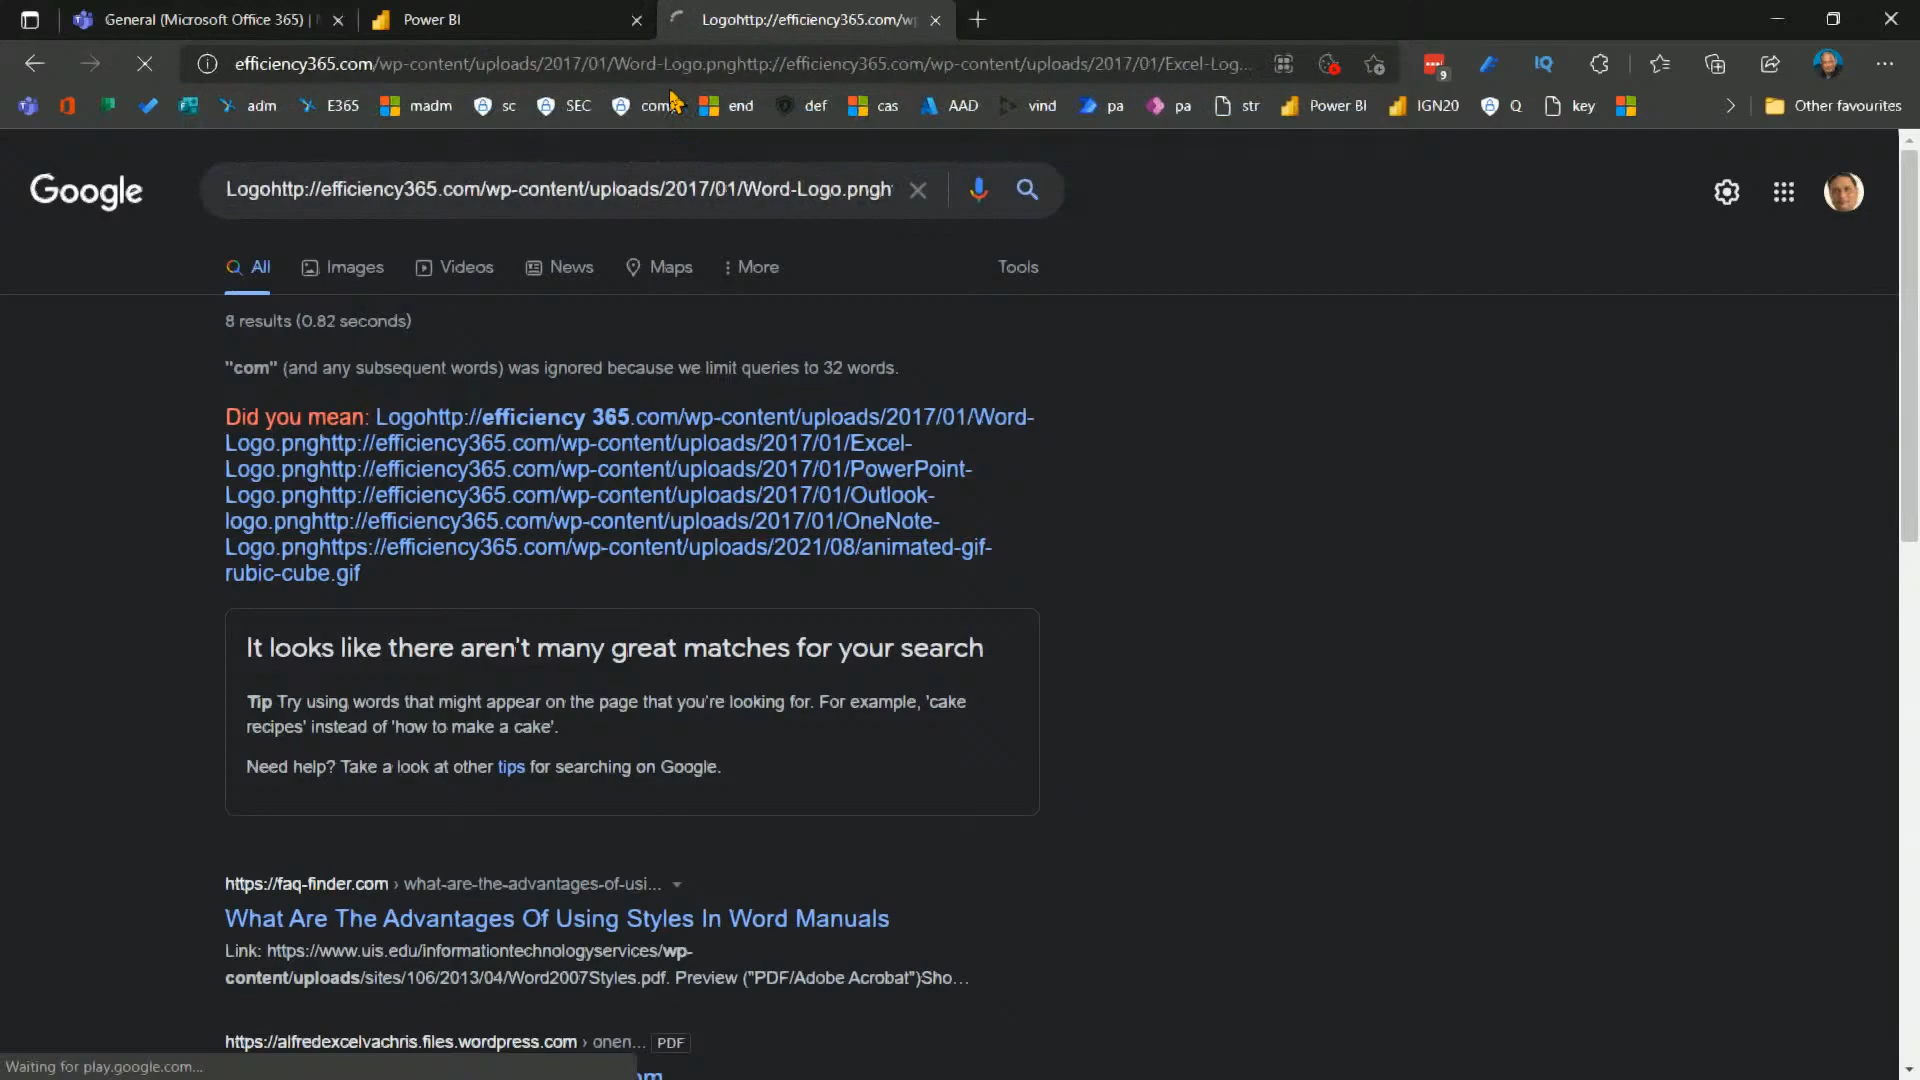 General (Microsoft Office 365) |
Power BI
Logohttp://efficiency365.com/wp
efficiency365.com/wp-content/uploads/2017/01/Word-Logo.pnghttp://efficiency365.com/wp-content/uploads/2017/01/Excel-Log...
9
adm
E365
madm
sc
SEC
com
end
def
cas
AAD
vind
pa
pa
str
Power BI
IGN20
Q
key
Other favourites
Google
Logohttp://efficiency365.com/wp-content/uploads/2017/01/Word-Logo.pngh
All
Images
Videos
News
Maps
More
Tools
8 results (0.82 seconds)
"com" (and any subsequent words) was ignored because we limit queries to 32 words.
Did you mean: Logohttp://efficiency 365.com/wp-content/uploads/2017/01/Word-
Logo.pnghttp://efficiency365.com/wp-content/uploads/2017/01/Excel-
Logo.pnghttp://efficiency365.com/wp-content/uploads/2017/01/PowerPoint-
Logo.pnghttp://efficiency365.com/wp-content/uploads/2017/01/Outlook-
logo.pnghttp://efficiency365.com/wp-content/uploads/2017/01/OneNote-
Logo.pnghttps://efficiency365.com/wp-content/uploads/2021/08/animated-gif-
rubic-cube.gif
It looks like there aren't many great matches for your search
Tip Try using words that might appear on the page that you're looking for. For example, 'cake
recipes' instead of 'how to make a cake'.
Need help? Take a look at other tips for searching on Google.
https://faq-finder.com › what-are-the-advantages-of-usi...
What Are The Advantages Of Using Styles In Word Manuals
Link: https://www.uis.edu/informationtechnologyservices/wp-
content/uploads/sites/106/2013/04/Word2007Styles.pdf. Preview ("PDF/Adobe Acrobat")Sho...
https://alfredexcelvachris.files.wordpress.com › onen... PDF
Waiting for play.google.com...